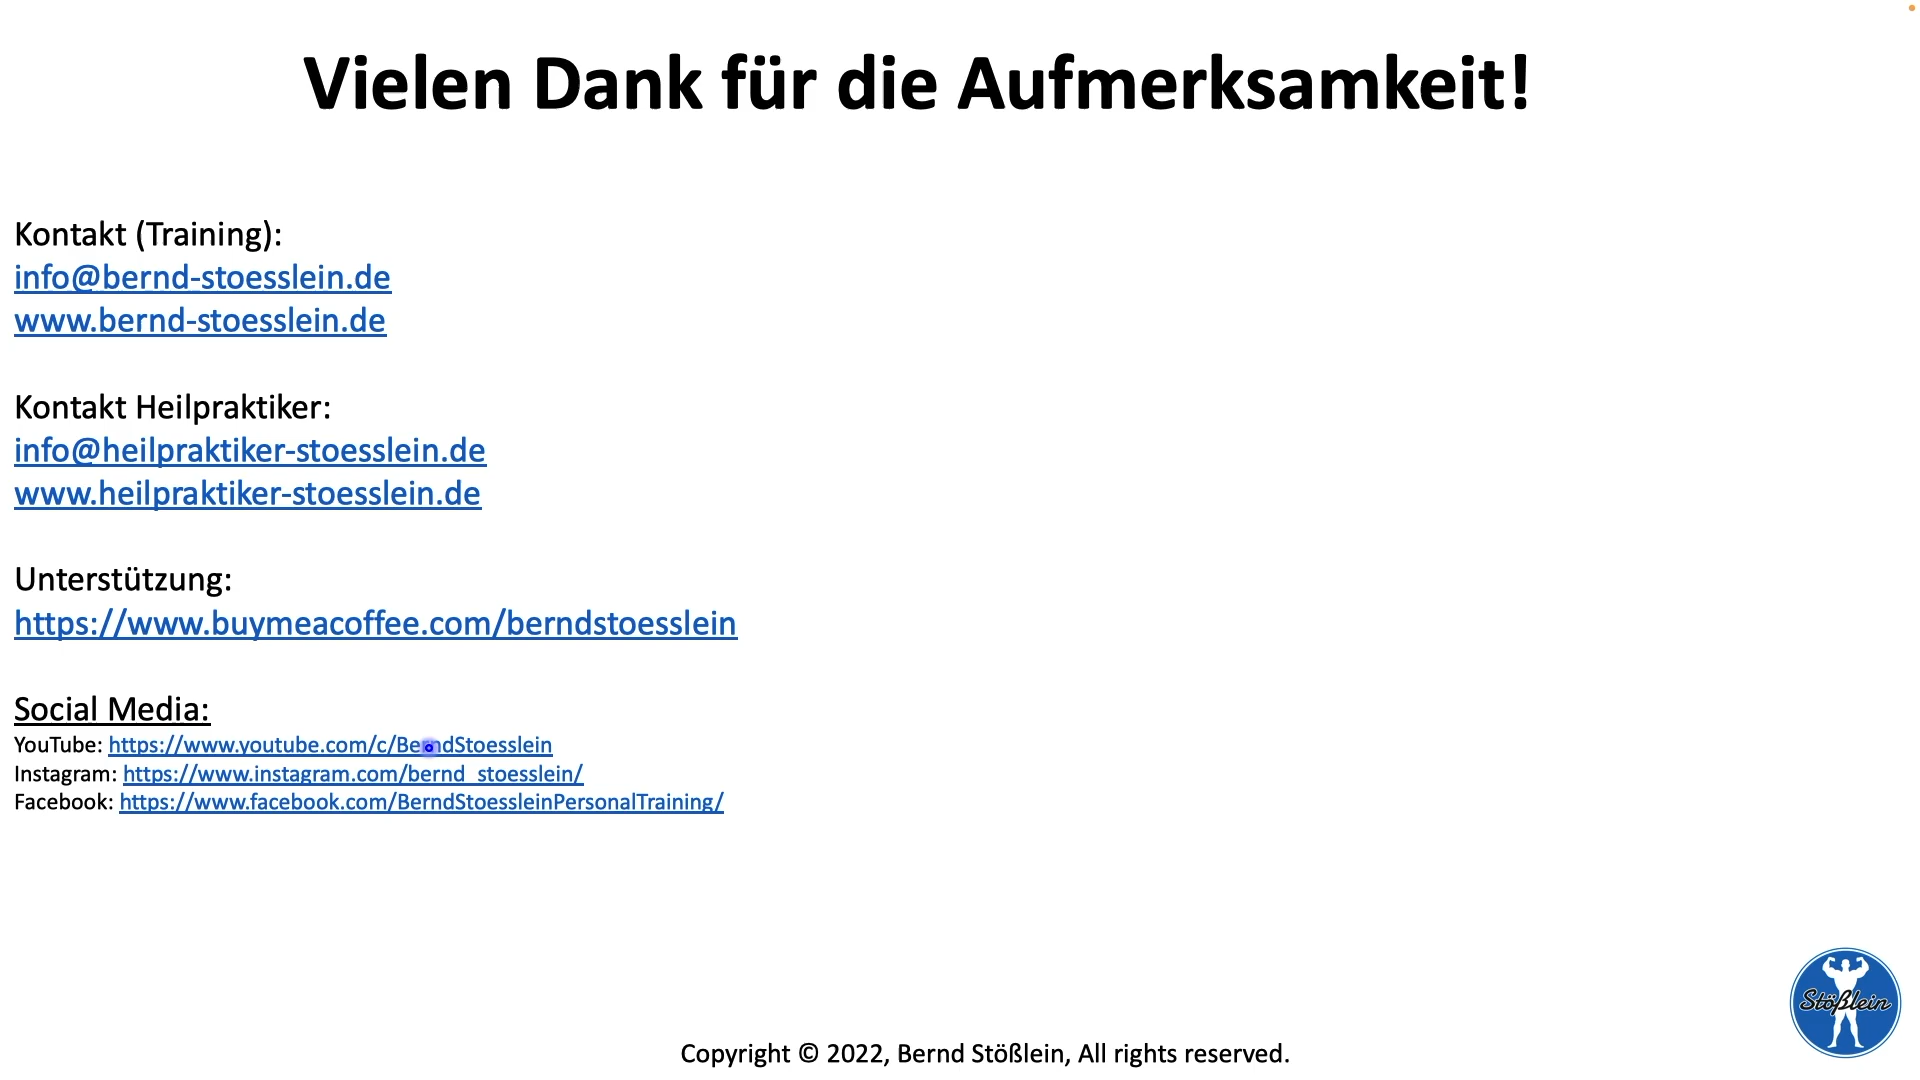 Vielen Dank für die Aufmerksamkeit!
Kontakt (Training):
info@bernd-stoesslein.de
www.bernd-stoesslein.de
Kontakt Heilpraktiker:
info@heilpraktiker-stoesslein.de
www.heilpraktiker-stoesslein.de
Unterstützung:
https://www.buymeacoffee.com/berndstoesslein
Social Media:
YouTube: https://www.youtube.com/c/BerndStoesslein
Instagram: https://www.instagram.com/bernd_stoesslein/
Facebook: https://www.facebook.com/BerndStoessleinPersonalTraining/
Stößlein
Copyright © 2022, Bernd Stößlein, All rights reserved.